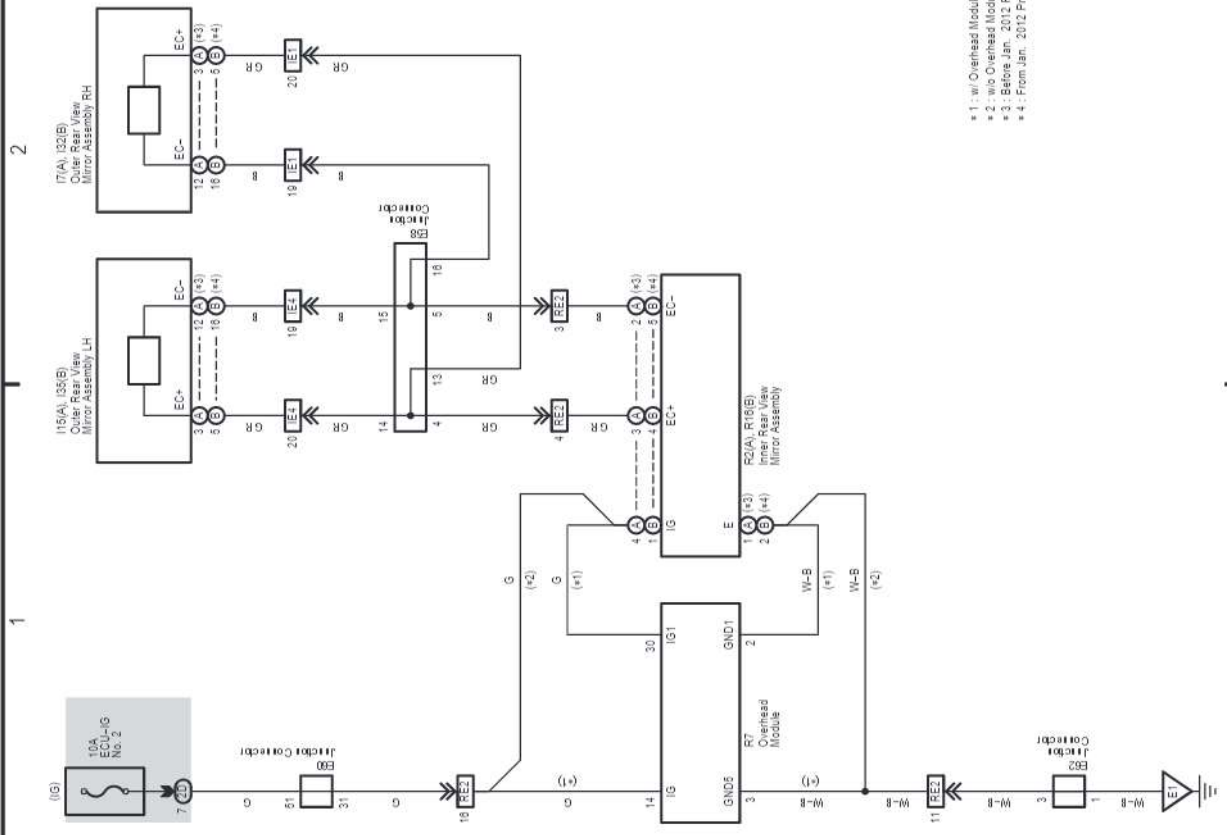 1
2
(IG)
10A
ECU-IG
No. 2
7
2D
G
61
Junction Connector
31
G
16
RE2
G
(*1)
14
IG
R7
Overhead
Module
GND5
3
W-B
(*1)
W-B
11
RE2
W-B
3
Junction
Connector
1
W-B
E1
30
IG1
GND1
2
G
(*2)
G
(*1)
W-B
(*1)
W-B
(*2)
4
A
1
B
IG
E
1
A
(*3)
2
B
(*4)
3
A
4
B
EC+
2
A
(*3)
5
B
(*4)
EC-
R2(A), R16(B)
Inner Rear View
Mirror Assembly
I15(A), I35(B)
Outer Rear View
Mirror Assembly LH
EC+
EC-
3
A
5
B
12
A
(*3)
16
B
(*4)
GR
B
20
IE4
19
IE4
GR
B
14
15
4
13
5
16
Junction
Connector
GR
GR
B
4
RE2
3
RE2
GR
B
I7(A), I32(B)
Outer Rear View
Mirror Assembly RH
EC-
EC+
12
A
16
B
3
A
(*3)
5
B
(*4)
B
GR
19
IE1
20
IE1
B
GR
* 1 : w/ Overhead Modul
* 2 : w/o Overhead Mod
* 3 : Before Jan. 2012 P
* 4 : From Jan. 2012 Pr